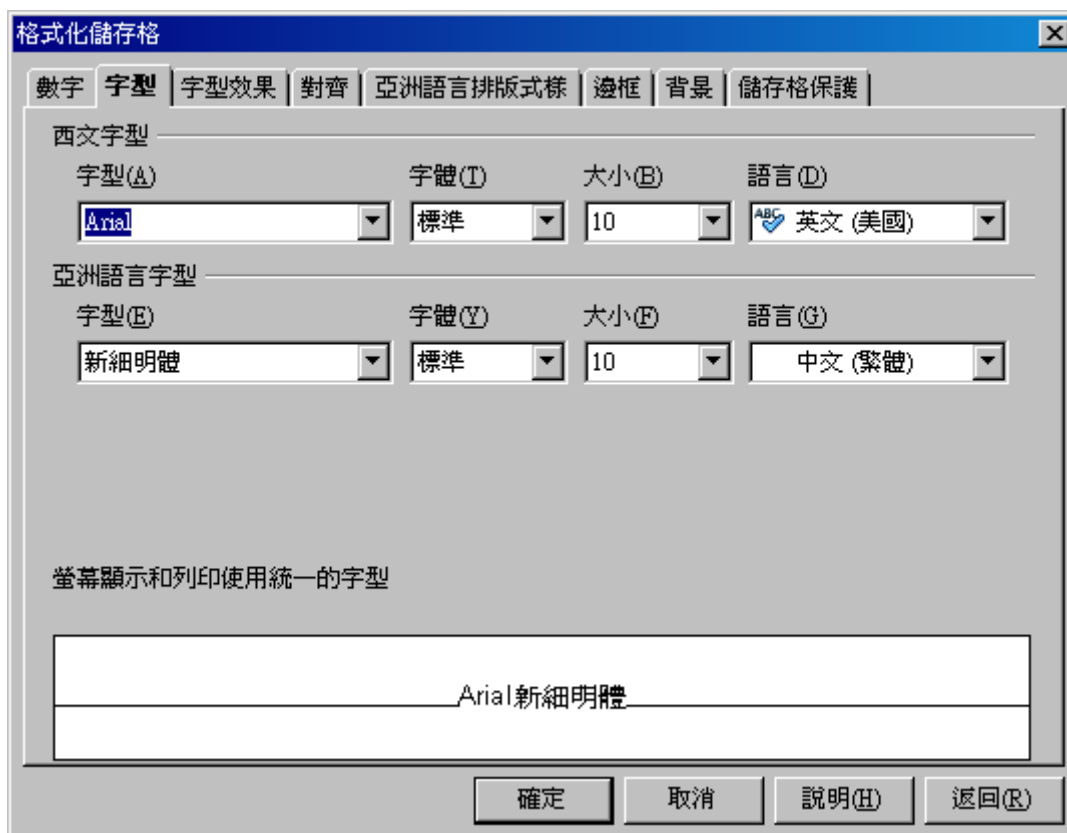 格式化儲存格
數字 字型 字型效果 對齊 亞洲語言排版式樣 邊框 背景 儲存格保護
西文字型
字型(A) 字體(T) 大小(B) 語言(D)
Arial 標準 10 ABC 英文 (美國)
亞洲語言字型
字型(E) 字體(Y) 大小(F) 語言(G)
新細明體 標準 10 中文 (繁體)
螢幕顯示和列印使用統一的字型
Arial新細明體
確定 取消 說明(H) 返回(R)